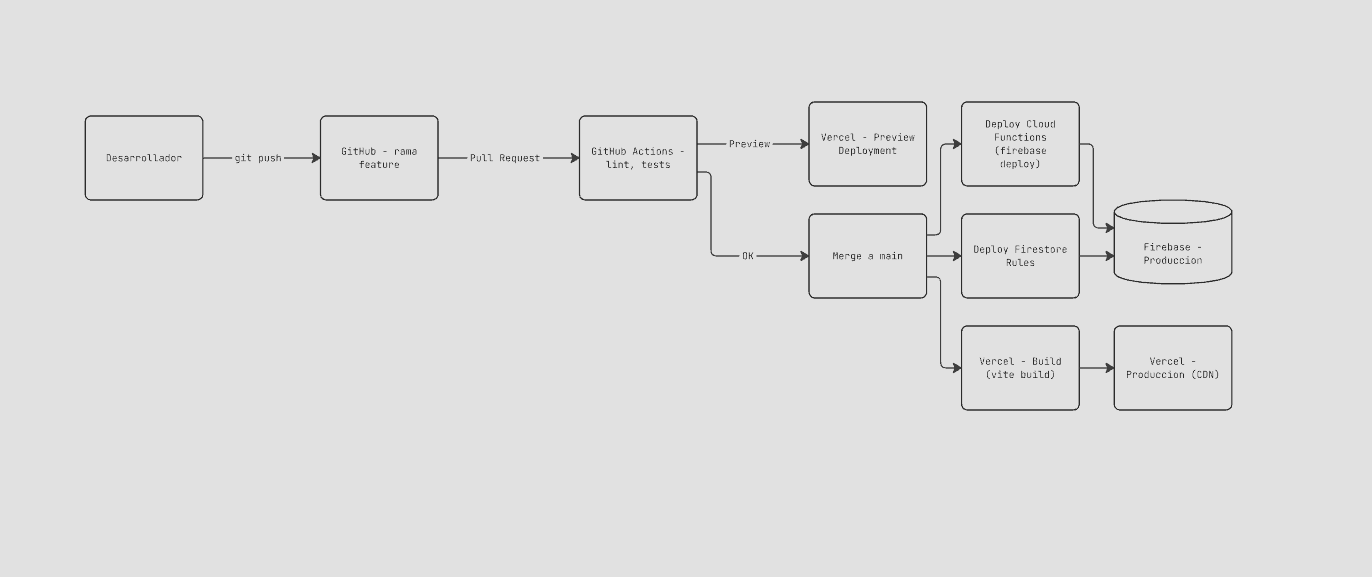 Desarrollador
git push
GitHub - rama
feature
Pull Request
GitHub Actions -
lint, tests
Preview
OK
Vercel - Preview
Deployment
Merge a main
Deploy Cloud
Functions
(firebase
deploy)
Deploy Firestore
Rules
Vercel - Build
(vite build)
Firebase -
Produccion
Vercel -
Produccion (CDN)